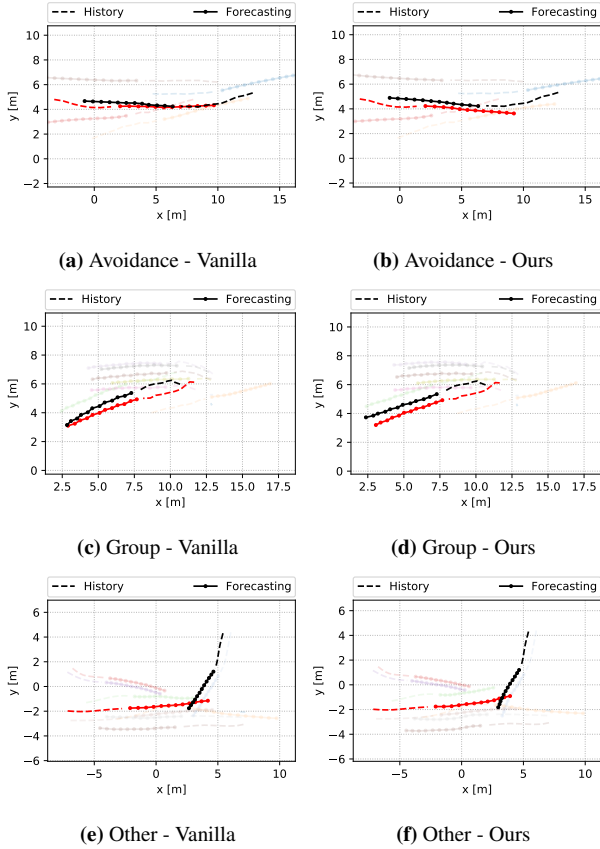 History Forecasting History Forecasting
10
8
6
4
2
0
−2
y [m]
0 5 10 15
x [m]
10
8
6
4
2
0
−2
y [m]
0 5 10 15
x [m]
(a) Avoidance - Vanilla (b) Avoidance - Ours
History Forecasting History Forecasting
10
8
6
4
2
0
y [m]
2.5 5.0 7.5 10.0 12.5 15.0 17.5
x [m]
10
8
6
4
2
0
y [m]
2.5 5.0 7.5 10.0 12.5 15.0 17.5
x [m]
(c) Group - Vanilla (d) Group - Ours
History Forecasting History Forecasting
6
4
2
0
−2
−4
−6
y [m]
−5 0 5 10
x [m]
6
4
2
0
−2
−4
−6
y [m]
−5 0 5 10
x [m]
(e) Other - Vanilla (f) Other - Ours